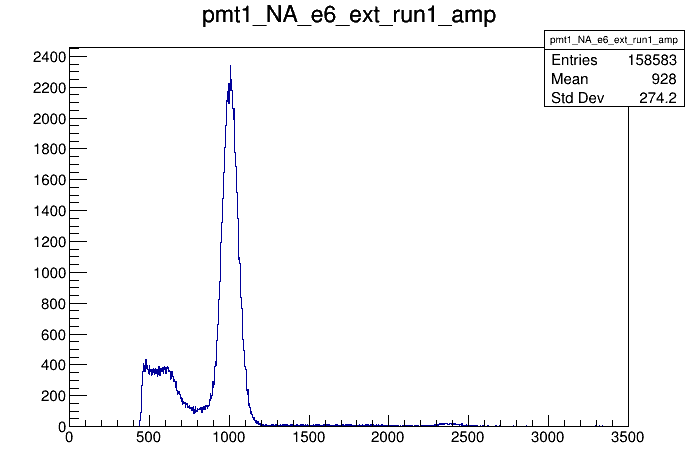 pmt1_NA_e6_ext_run1_amp
pmt1_NA_e6_ext_run1_amp
Entries 158583
Mean 928
Std Dev 274.2
2400
2200
2000
1800
1600
1400
1200
1000
800
600
400
200
0
0 500 1000 1500 2000 2500 3000 3500